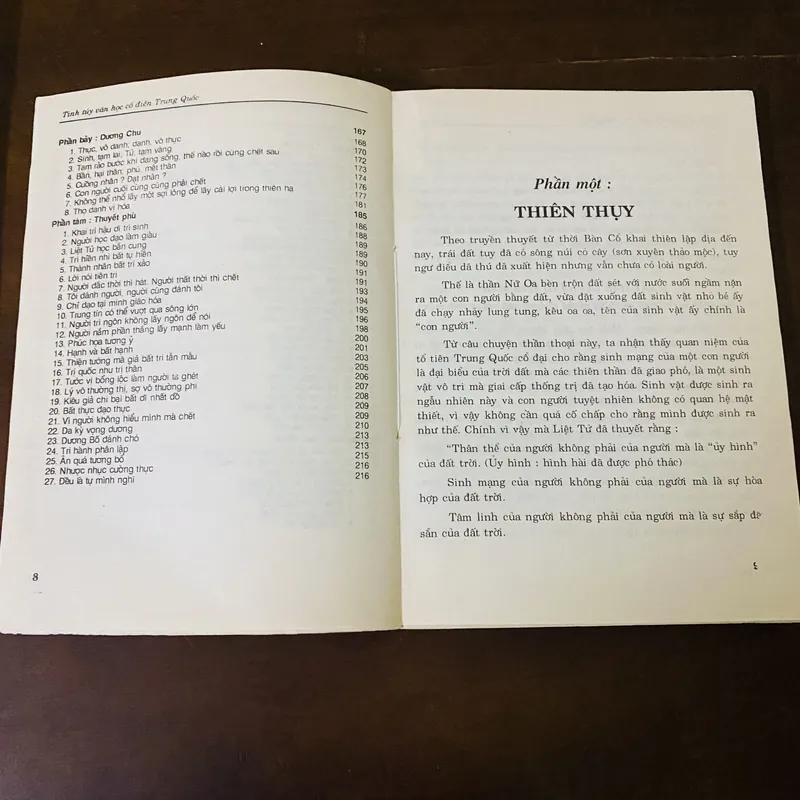 Tinh túy văn học cổ điển Trung Quốc
Phần bảy : Dương Chu 167
1. Thực, vô danh, danh, vô thực 168
2. Sinh, tạm lai, Tử, tạm vãng 170
3. Tạm rảo bước khi đang sống, thế nào rồi cũng chết sau 172
4. Bần, hại thân; phú, mệt thân 173
5. Cuồng nhân ? Đạt nhân ? 174
6. Con người cuối cùng cũng phải chết 176
7. Không thể nhổ lấy một sợi lông để lấy cái lợi trong thiên hạ 177
8. Thọ danh vị hóa 181
Phần tám : Thuyết phù 185
1. Khai trí hậu di tri sinh 186
2. Người học đạo làm giàu 188
3. Liệt Tử học bắn cung 189
4. Trị hiền nhi bất tự hiền 189
5. Thánh nhân bất trí xảo 190
6. Lời nói tiên tri 191
7. Người đắc thời thì hát. Người thất thời thì chết 191
8. Tôi đánh người, người cũng đánh tôi 193
9. Chỉ dạo tại minh giáo hóa 194
10. Trung tín có thể vượt qua sông lớn 195
11. Người trí ngôn không lấy ngôn để nói 196
12. Người nắm phần thắng lấy mạnh làm yếu 198
13. Phúc họa tương ỷ 200
14. Hạnh và bất hạnh 201
15. Thiên tướng mã giả bất tri tẫn mẫu 203
16. Trị quốc như trị thân 205
17. Tước vị bổng lộc làm người ta ghét 206
18. Lý vô thường thị, sợ vô thường phi 206
19. Kiêu giả chi bại bất di nhất đồ 208
20. Bất thực đạo thực 209
21. Vì người không hiểu mình mà chết 209
22. Đa kỳ vọng dương 210
23. Dương Bố đánh chó 213
24. Trị hành phân lập 213
25. Ân quá tương bổ 215
26. Nhược nhục cường thực 216
27. Đầu là tự mình nghĩ 216
8
Phần một :
THIÊN THỤY
Theo truyền thuyết từ thời Bàn Cổ khai thiên lập địa đến
nay, trái đất tuy đã có sông núi có cây (sơn xuyên thảo mộc), tuy
ngư điểu dã thú đã xuất hiện nhưng vẫn chưa có loài người.
Thế là thần Nữ Oa bèn trộn đất sét với nước suối ngầm nặn
ra một con người bằng đất, vừa đặt xuống đất sinh vật nhỏ bé ấy
đã chạy nhảy lung tung, kêu oa oa, tên của sinh vật ấy chính là
“con người”.
Từ câu chuyện thần thoại này, ta nhận thấy quan niệm của
tổ tiên Trung Quốc cổ đại cho rằng sinh mạng của một con người
là đại biểu của trời đất mà các thiên thần đã giao phó, là một sinh
vật vô tri mà giai cấp thống trị đã tạo hóa. Sinh vật được sinh ra
ngẫu nhiên này và con người tuyệt nhiên không có quan hệ mật
thiết, vì vậy không cần quá cố chấp cho rằng mình được sinh ra
như thế. Chính vì vậy mà Liệt Tử đã thuyết rằng :
“Thân thể của người không phải của người mà là “ủy hình”
của đất trời. (Ủy hình : hình hài đã được phó thác)
Sinh mạng của người không phải của người mà là sự hòa
hợp của đất trời.
Tâm linh của người không phải của người mà là sự sắp đặt
sẵn của đất trời.